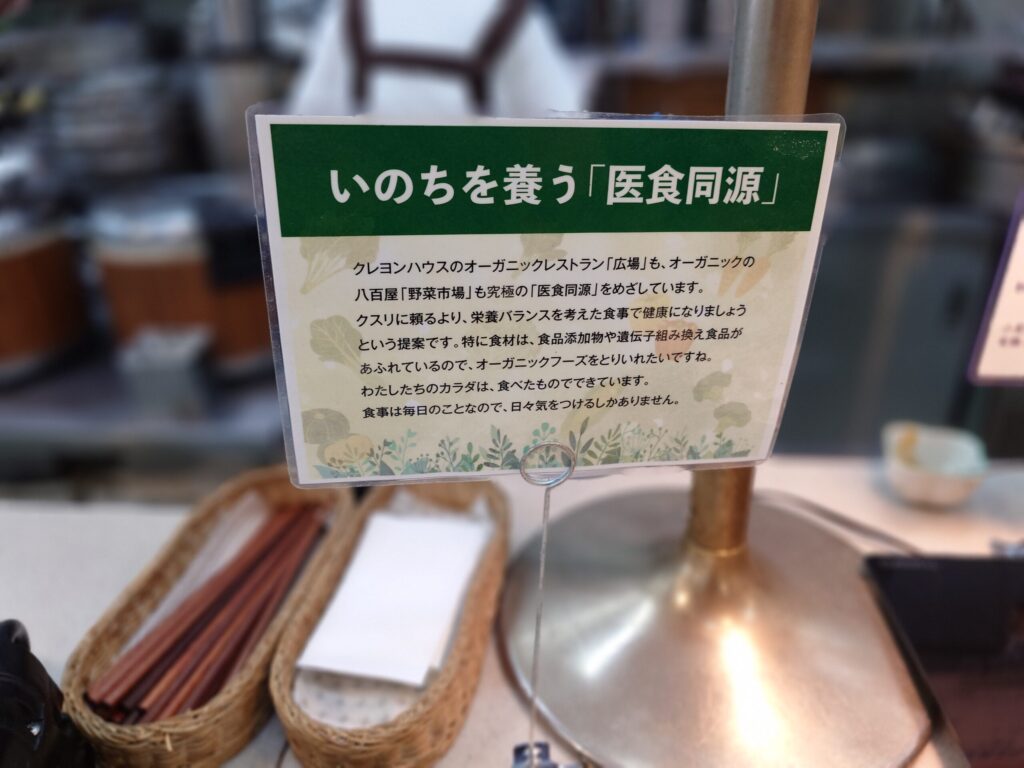 いのちを養う「医食同源」
クレヨンハウスのオーガニックレストラン「広場」も、オーガニックの
八百屋「野菜市場」も究極の「医食同源」をめざしています。
クスリに頼るより、栄養バランスを考えた食事で健康になりましょう
という提案です。特に食材は、食品添加物や遺伝子組み換え食品が
あふれているので、オーガニックフーズをとりいれたいですね。
わたしたちのカラダは、食べたものでできています。
食事は毎日のことなので、日々気をつけるしかありません。